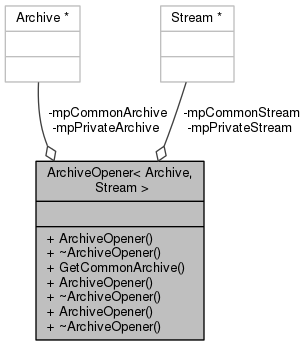 Archive *
Stream *
-mpCommonArchive
-mpPrivateArchive
-mpCommonStream
-mpPrivateStream
ArchiveOpener< Archive,
Stream >
+ ArchiveOpener()
+ ~ArchiveOpener()
+ GetCommonArchive()
+ ArchiveOpener()
+ ~ArchiveOpener()
+ ArchiveOpener()
+ ~ArchiveOpener()